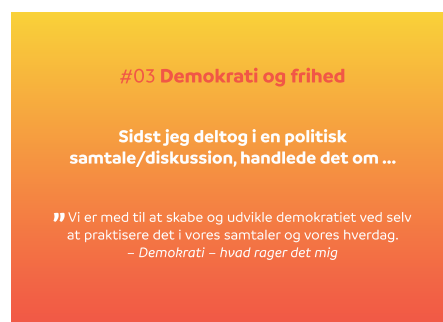 #03 Demokrati og frihed
Sidst jeg deltog i en politisk
samtale/diskussion, handlede det om ...
" Vi er med til at skabe og udvikle demokratiet ved selv
at praktisere det i vores samtaler og vores hverdag.
– Demokrati – hvad rager det mig